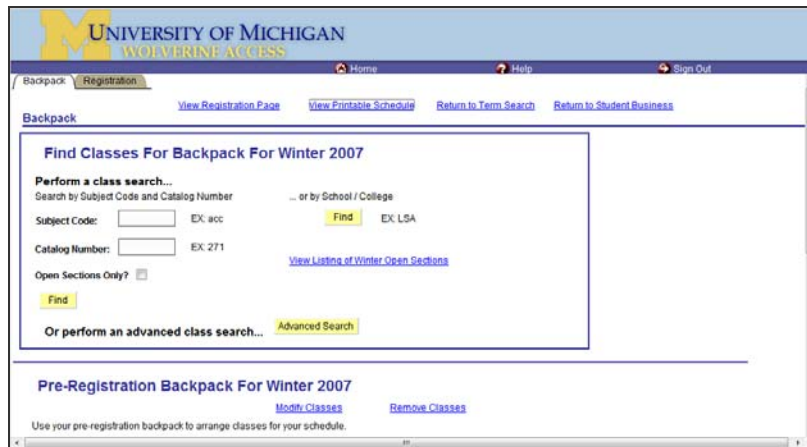 UNIVERSITY OF MICHIGAN
WOLVERINE ACCESS
Home Help Sign Out
Backpack Registration
View Registration Page View Printable Schedule Return to Term Search Return to Student Business
Backpack
Find Classes For Backpack For Winter 2007
Perform a class search...
Search by Subject Code and Catalog Number ... or by School / College
Subject Code: EX: acc Find EX: LSA
Catalog Number: EX: 271
View Listing of Winter Open Sections
Open Sections Only?
Find
Or perform an advanced class search... Advanced Search
Pre-Registration Backpack For Winter 2007
Modify Classes Remove Classes
Use your pre-registration backpack to arrange classes for your schedule.